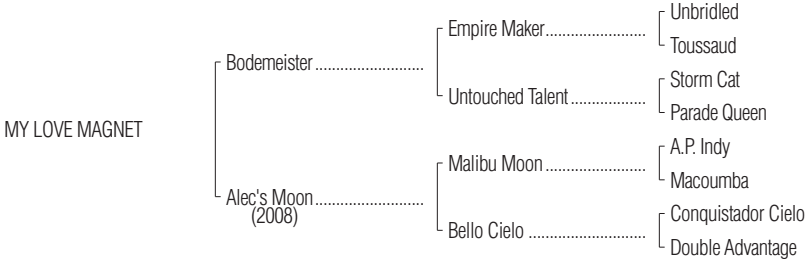 Unbridled
Empire Maker........................
Toussaud
Bodemeister..........................
Storm Cat
Untouched Talent..................
Parade Queen
MY LOVE MAGNET
A.P. Indy
Malibu Moon........................
Macoumba
Alec's Moon..........................
(2008)
Conquistador Cielo
Bello Cielo ............................
Double Advantage